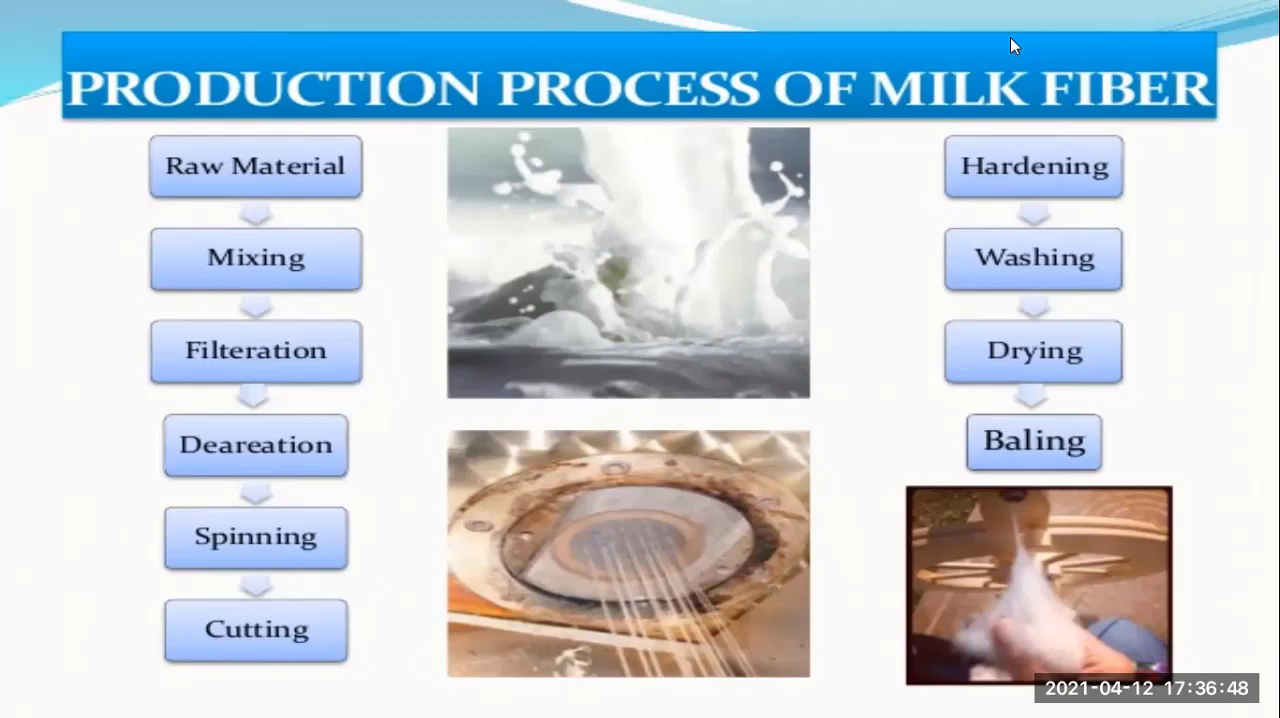 PRODUCTION PROCESS OF MILK FIBER
Raw Material
Mixing
Filteration
Deareation
Spinning
Cutting
Hardening
Washing
Drying
Baling
2021-04-12 17:36:48